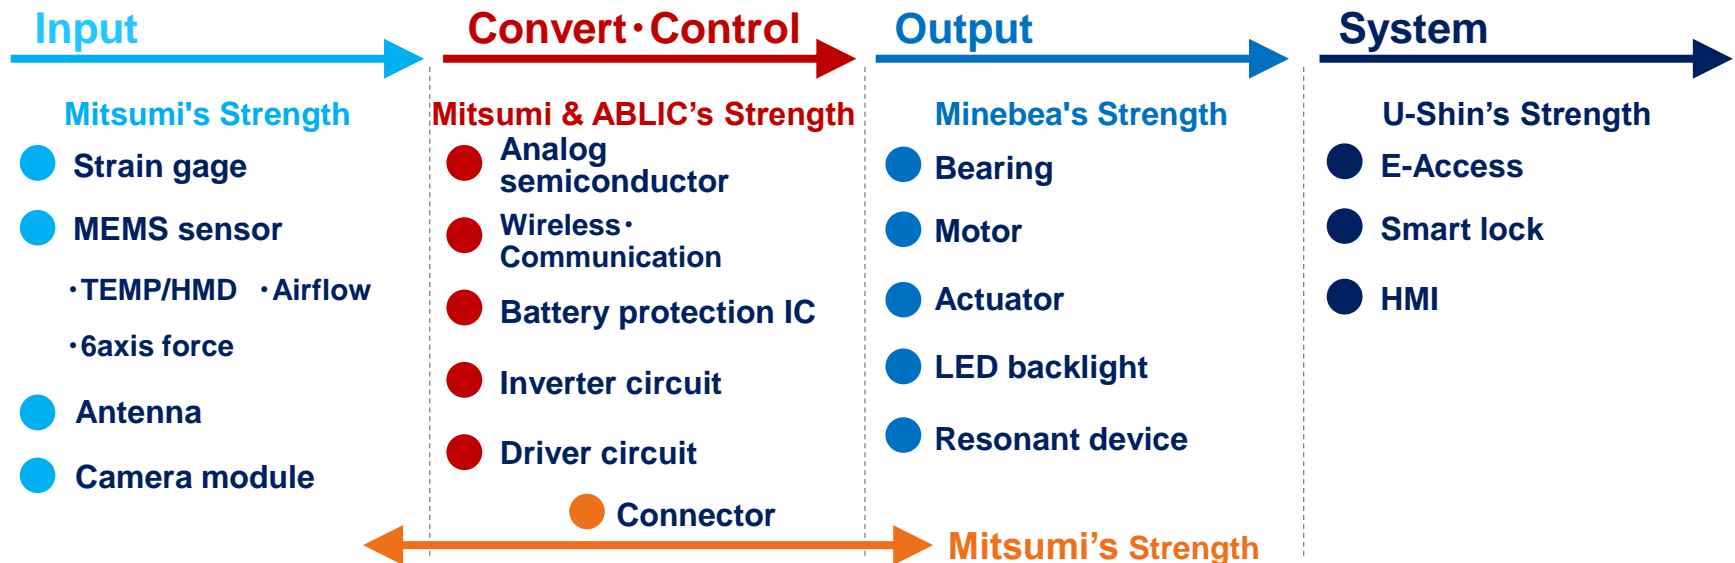 Input
Mitsumi's Strength
Strain gage
MEMS sensor
・TEMP/HMD ・Airflow
・6axis force
Antenna
Camera module
Convert・Control
Mitsumi & ABLIC’s Strength
Analog
semiconductor
Wireless・
Communication
Battery protection IC
Inverter circuit
Driver circuit
Connector
Output
Minebea's Strength
Bearing
Motor
Actuator
LED backlight
Resonant device
Mitsumi’s Strength
System
U-Shin’s Strength
E-Access
Smart lock
HMI